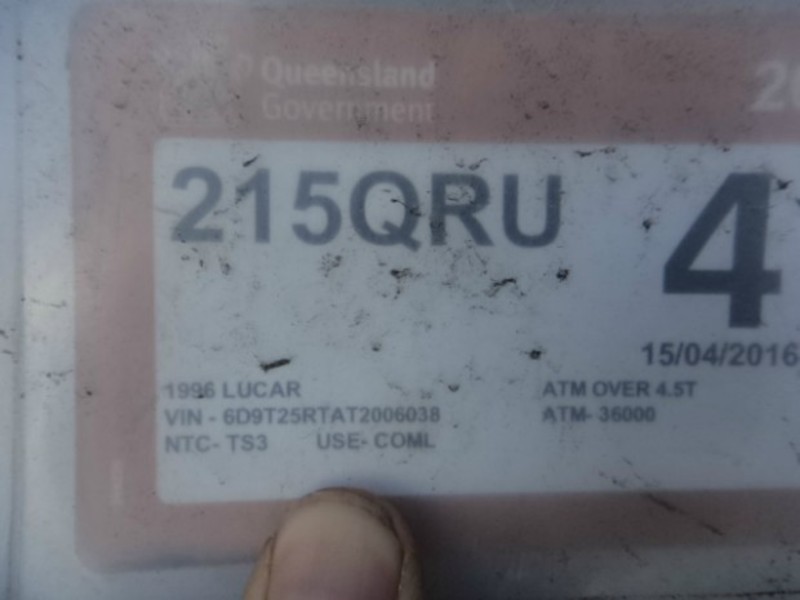 Queensland
Government
20
215QRU
4
15/04/2016
1996 LUCAR
ATM OVER 4.5T
VIN - 6D9T25RTAT2006038
ATM- 36000
NTC- TS3 USE- COML